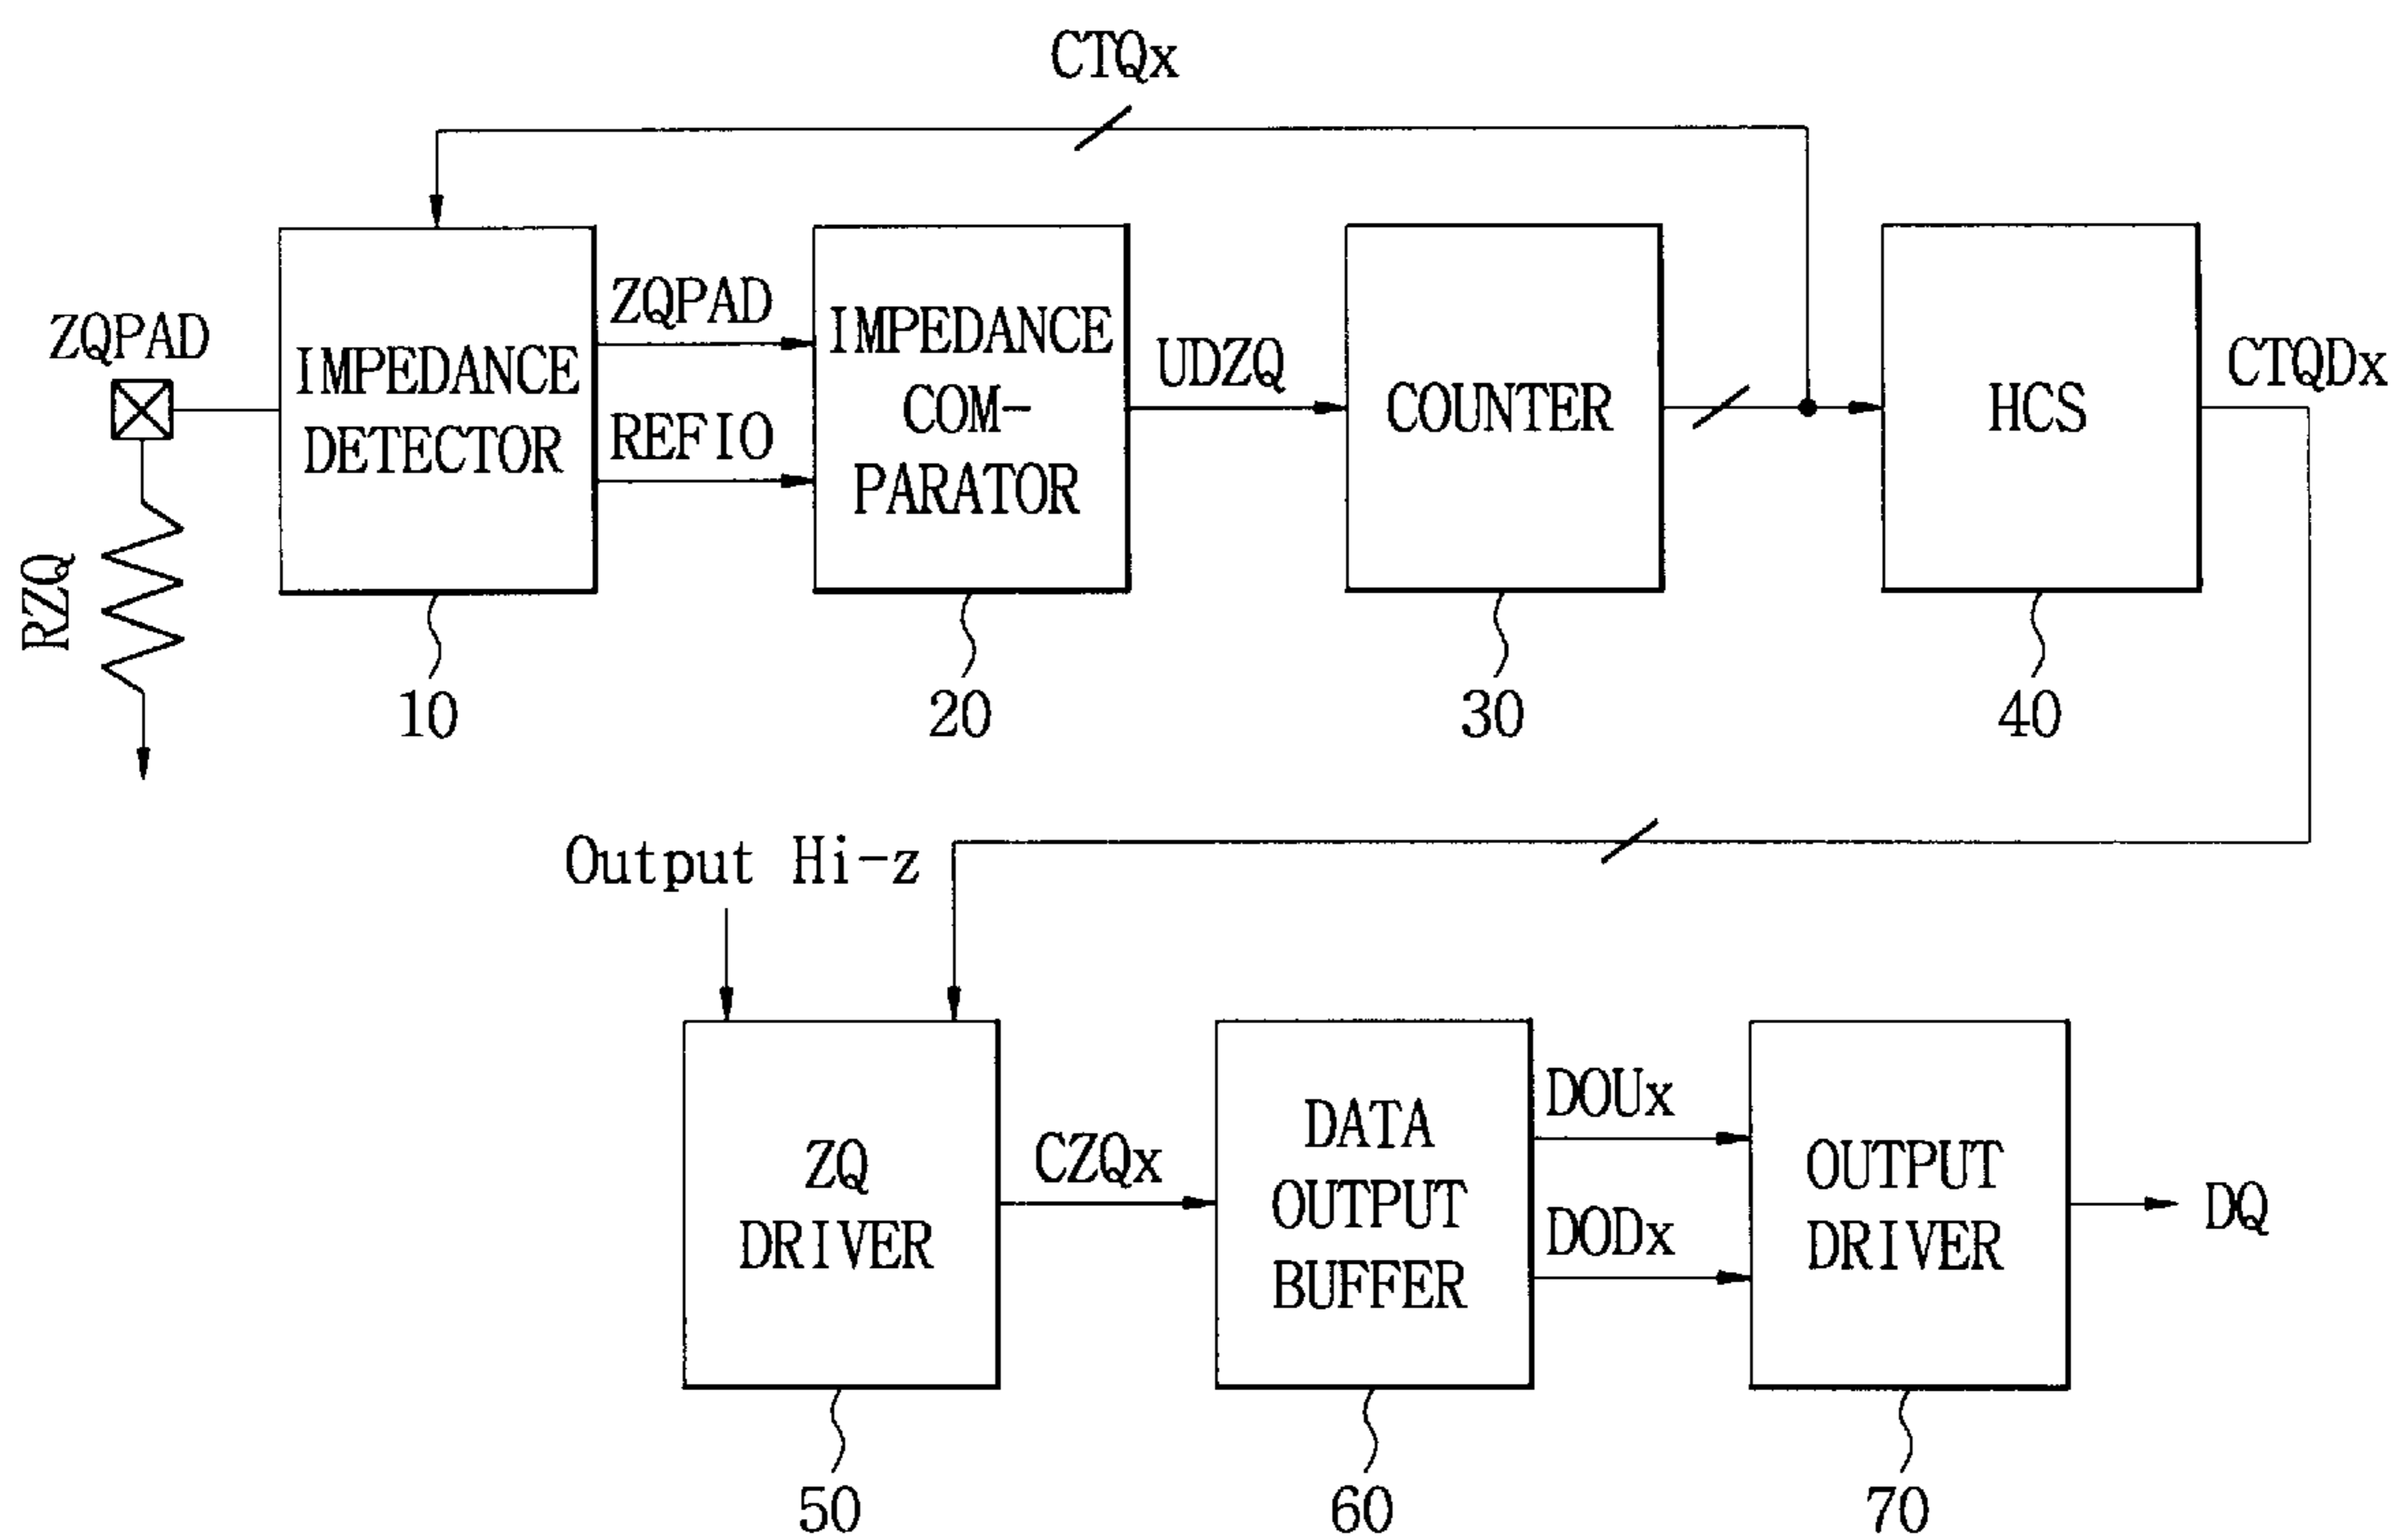 CTQx
ZQPAD
RZQ
IMPEDANCE
DETECTOR
10
ZQPAD
REFIO
IMPEDANCE
COM-
PARATOR
20
UDZQ
COUNTER
30
HCS
40
CTQDx
Output Hi-z
ZQ
DRIVER
50
CZQx
DATA
OUTPUT
BUFFER
60
DOUx
DODx
OUTPUT
DRIVER
70
DQ